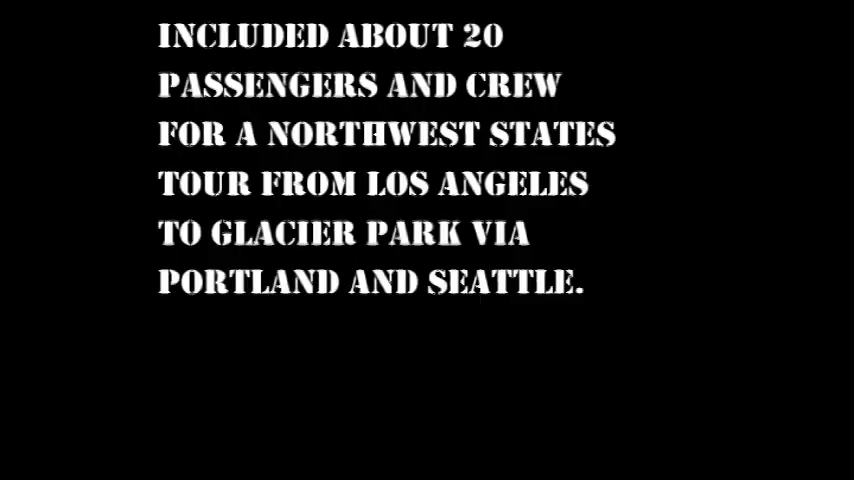 INCLUDED ABOUT 20
PASSENGERS AND CREW
FOR A NORTHWEST STATES
TOUR FROM LOS ANGELES
TO GLACIER PARK VIA
PORTLAND AND SEATTLE.